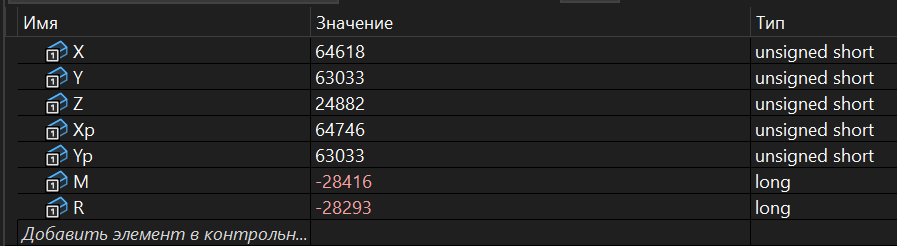 Имя Значение Тип
X 64618 unsigned short
Y 63033 unsigned short
Z 24882 unsigned short
Xp 64746 unsigned short
Yp 63033 unsigned short
M -28416 long
R -28293 long
Добавить элемент в контрольн...